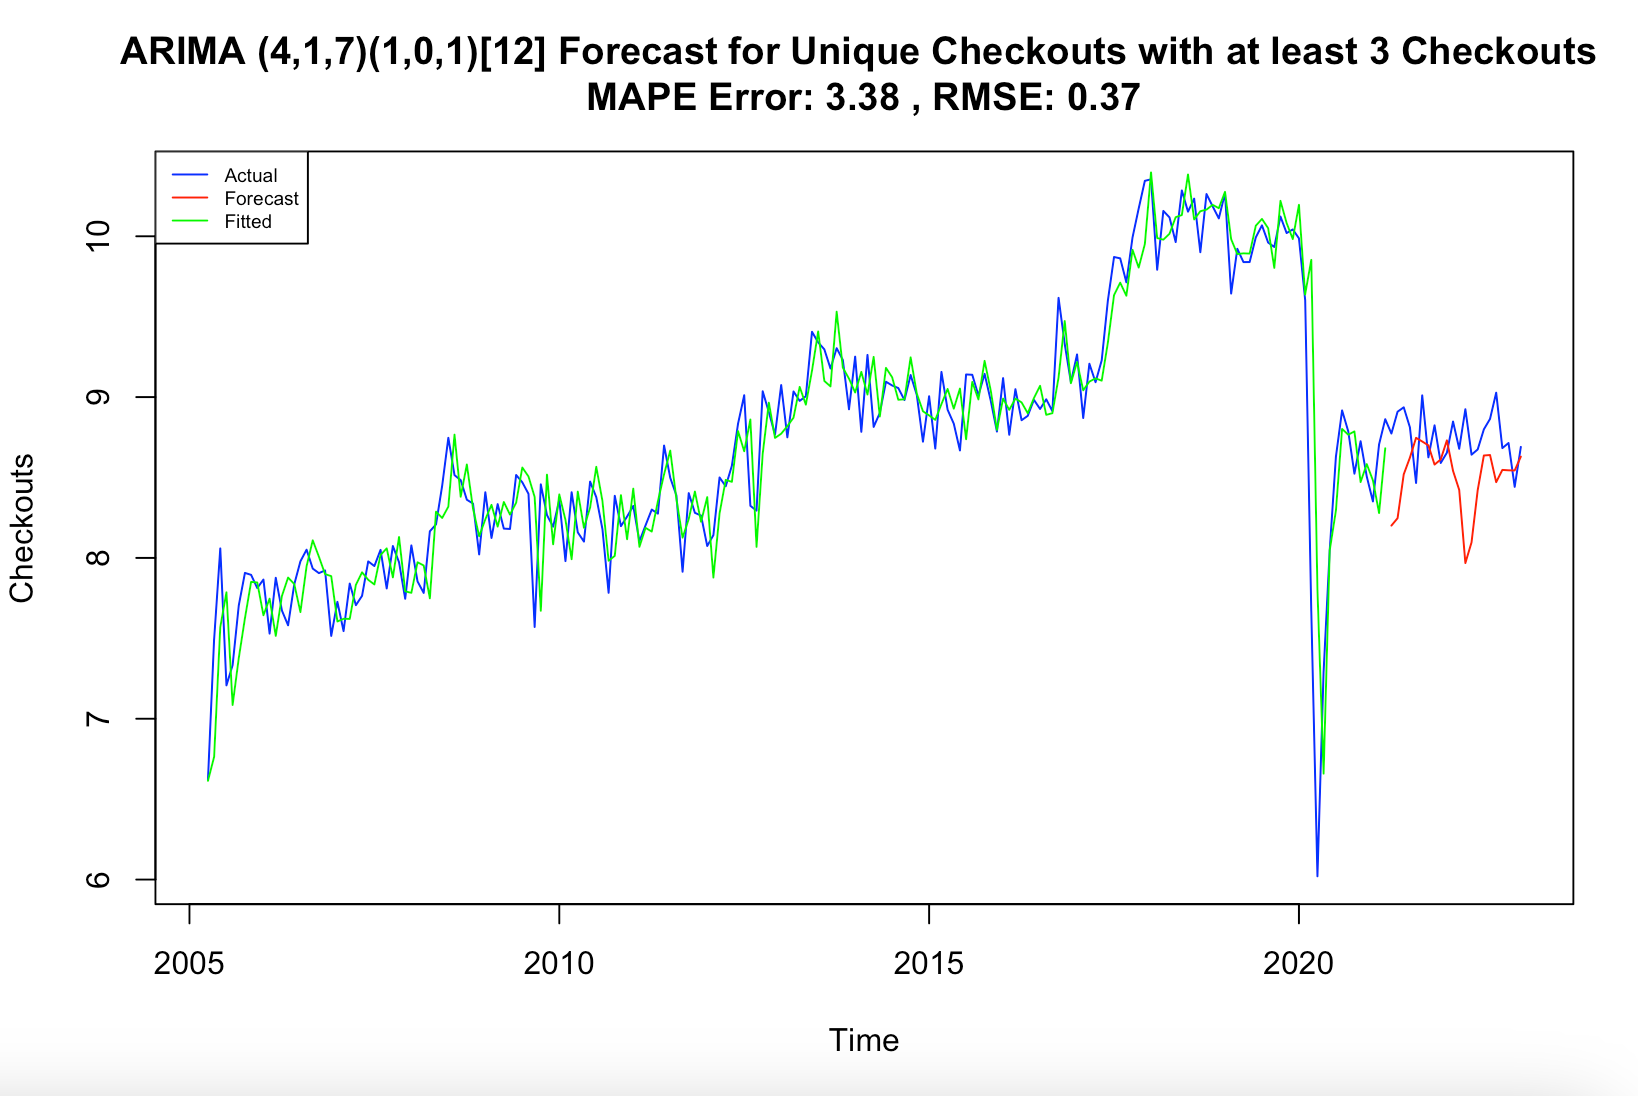 ARIMA (4,1,7)(1,0,1)[12] Forecast for Unique Checkouts with at least 3 Checkouts
MAPE Error: 3.38 , RMSE: 0.37
Actual
Forecast
Fitted
10
9
8
7
6
Checkouts
2005 2010 2015 2020
Time